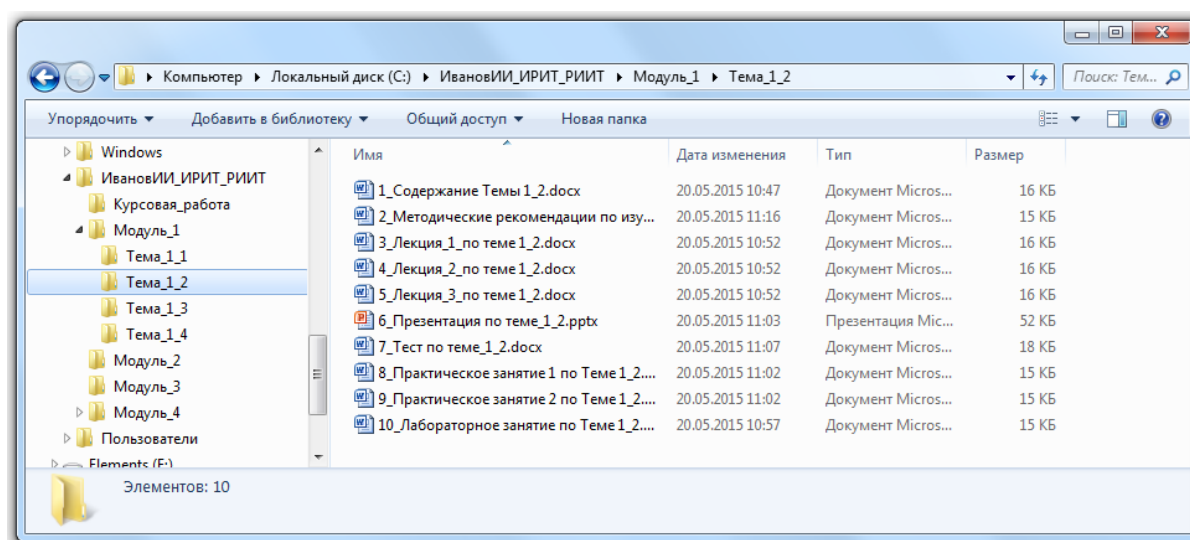 Компьютер ▸ Локальный диск (C:) ▸ ИвановИИ_ИРИТ_РИИТ ▸ Модуль_1 ▸ Тема_1_2
Поиск: Тем...
Упорядочить Добавить в библиотеку Общий доступ Новая папка
Windows
ИвановИИ_ИРИТ_РИИТ
Курсовая_работа
Модуль_1
Тема_1_1
Тема_1_2
Тема_1_3
Тема_1_4
Модуль_2
Модуль_3
Модуль_4
Пользователи
Elements (F:)
Имя Дата изменения Тип Размер
1_Содержание Темы 1_2.docx 20.05.2015 10:47 Документ Micros... 16 КБ
2_Методические рекомендации по изу... 20.05.2015 11:16 Документ Micros... 15 КБ
3_Лекция_1_по теме 1_2.docx 20.05.2015 10:52 Документ Micros... 16 КБ
4_Лекция_2_по теме 1_2.docx 20.05.2015 10:52 Документ Micros... 16 КБ
5_Лекция_3_по теме 1_2.docx 20.05.2015 10:52 Документ Micros... 16 КБ
6_Презентация по теме_1_2.pptx 20.05.2015 11:03 Презентация Mic... 52 КБ
7_Тест по теме_1_2.docx 20.05.2015 11:07 Документ Micros... 18 КБ
8_Практическое занятие 1 по Теме 1_2.... 20.05.2015 11:02 Документ Micros... 15 КБ
9_Практическое занятие 2 по Теме 1_2.... 20.05.2015 11:02 Документ Micros... 15 КБ
10_Лабораторное занятие по Теме 1_2.... 20.05.2015 10:57 Документ Micros... 15 КБ
Элементов: 10